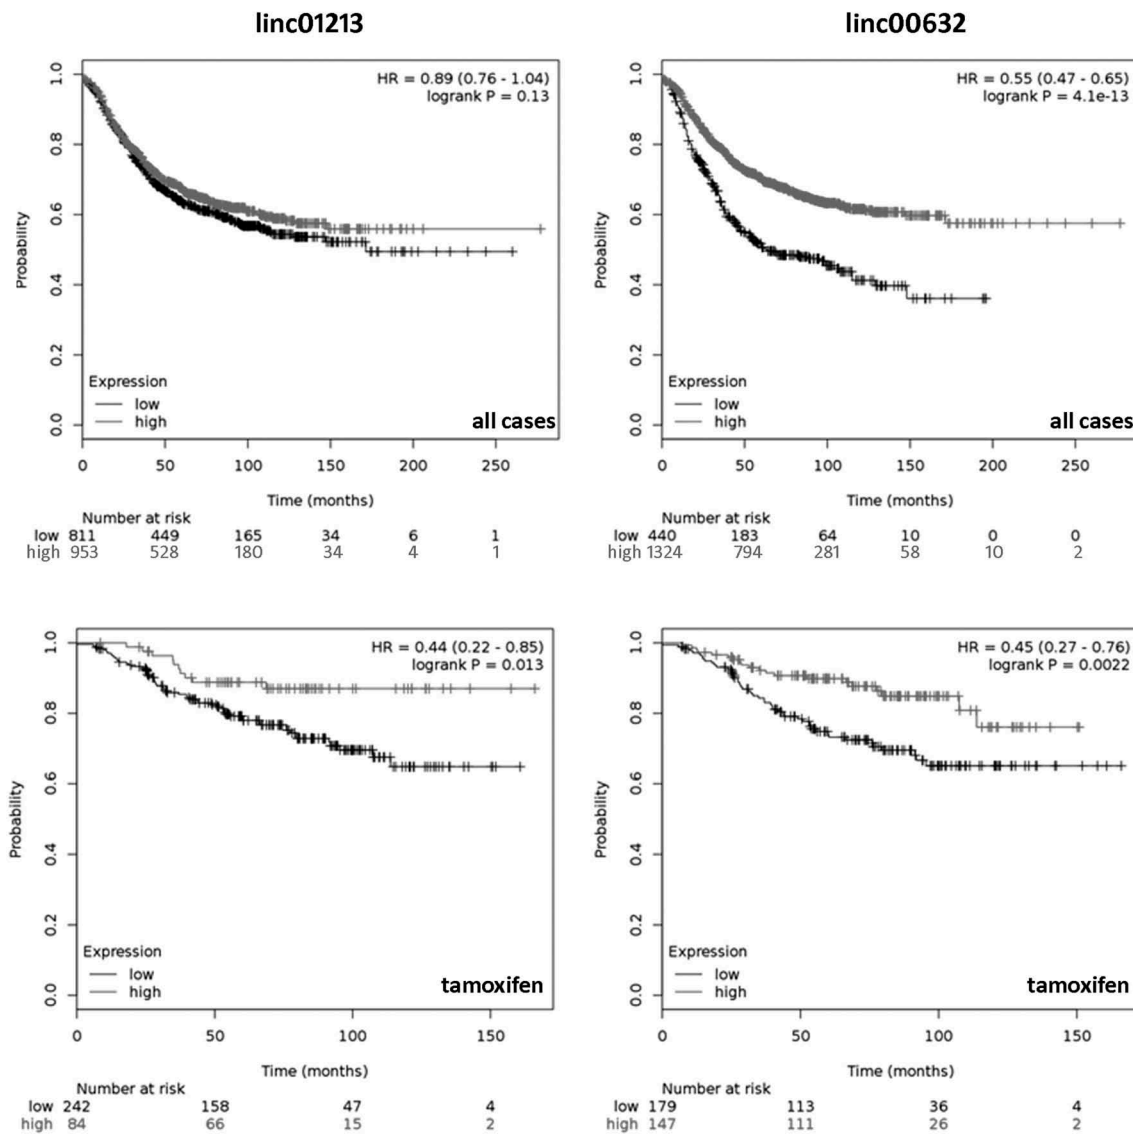 linc01213
linc00632
HR = 0.89 (0.76 - 1.04)
logrank P = 0.13
Probability
1.0
0.8
0.6
0.4
0.2
0.0
Expression
low
high
all cases
0 50 100 150 200 250
Time (months)
Number at risk
low 811 449 165 34 6 1
high 953 528 180 34 4 1
HR = 0.55 (0.47 - 0.65)
logrank P = 4.1e-13
Probability
1.0
0.8
0.6
0.4
0.2
0.0
Expression
low
high
all cases
0 50 100 150 200 250
Time (months)
Number at risk
low 440 183 64 10 0 0
high 1324 794 281 58 10 2
HR = 0.44 (0.22 - 0.85)
logrank P = 0.013
Probability
1.0
0.8
0.6
0.4
0.2
0.0
Expression
low
high
tamoxifen
0 50 100 150
Time (months)
Number at risk
low 242 158 47 4
high 84 66 15 2
HR = 0.45 (0.27 - 0.76)
logrank P = 0.0022
Probability
1.0
0.8
0.6
0.4
0.2
0.0
Expression
low
high
tamoxifen
0 50 100 150
Time (months)
Number at risk
low 179 113 36 4
high 147 111 26 2